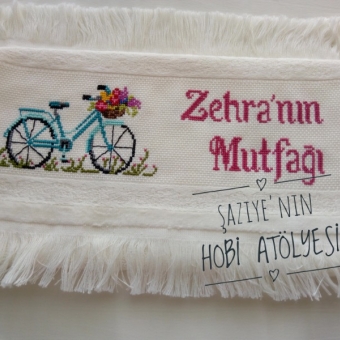 Zehra'nın
Mutfağı
ŞAZİYE'NİN
HOBİ ATÖLYESİ